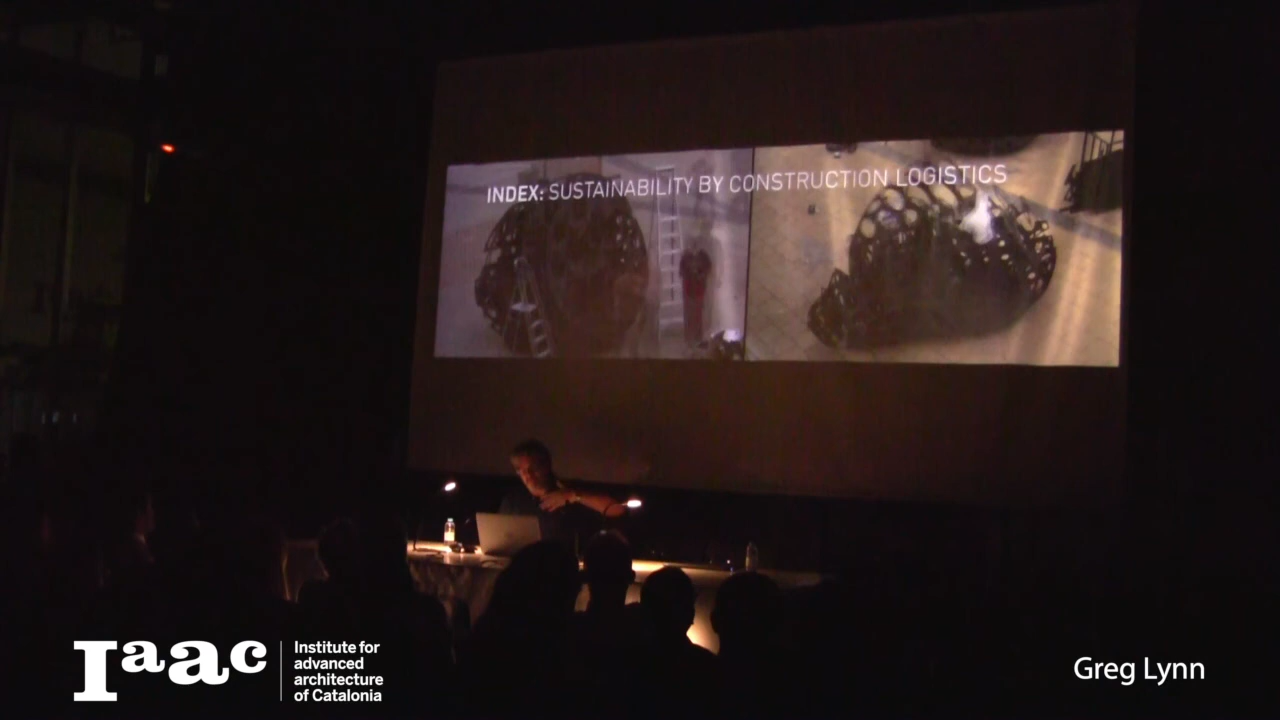 INDEX: SUSTAINABILITY BY CONSTRUCTION LOGISTICS
Iaac
Institute for
advanced
architecture
of Catalonia
Greg Lynn